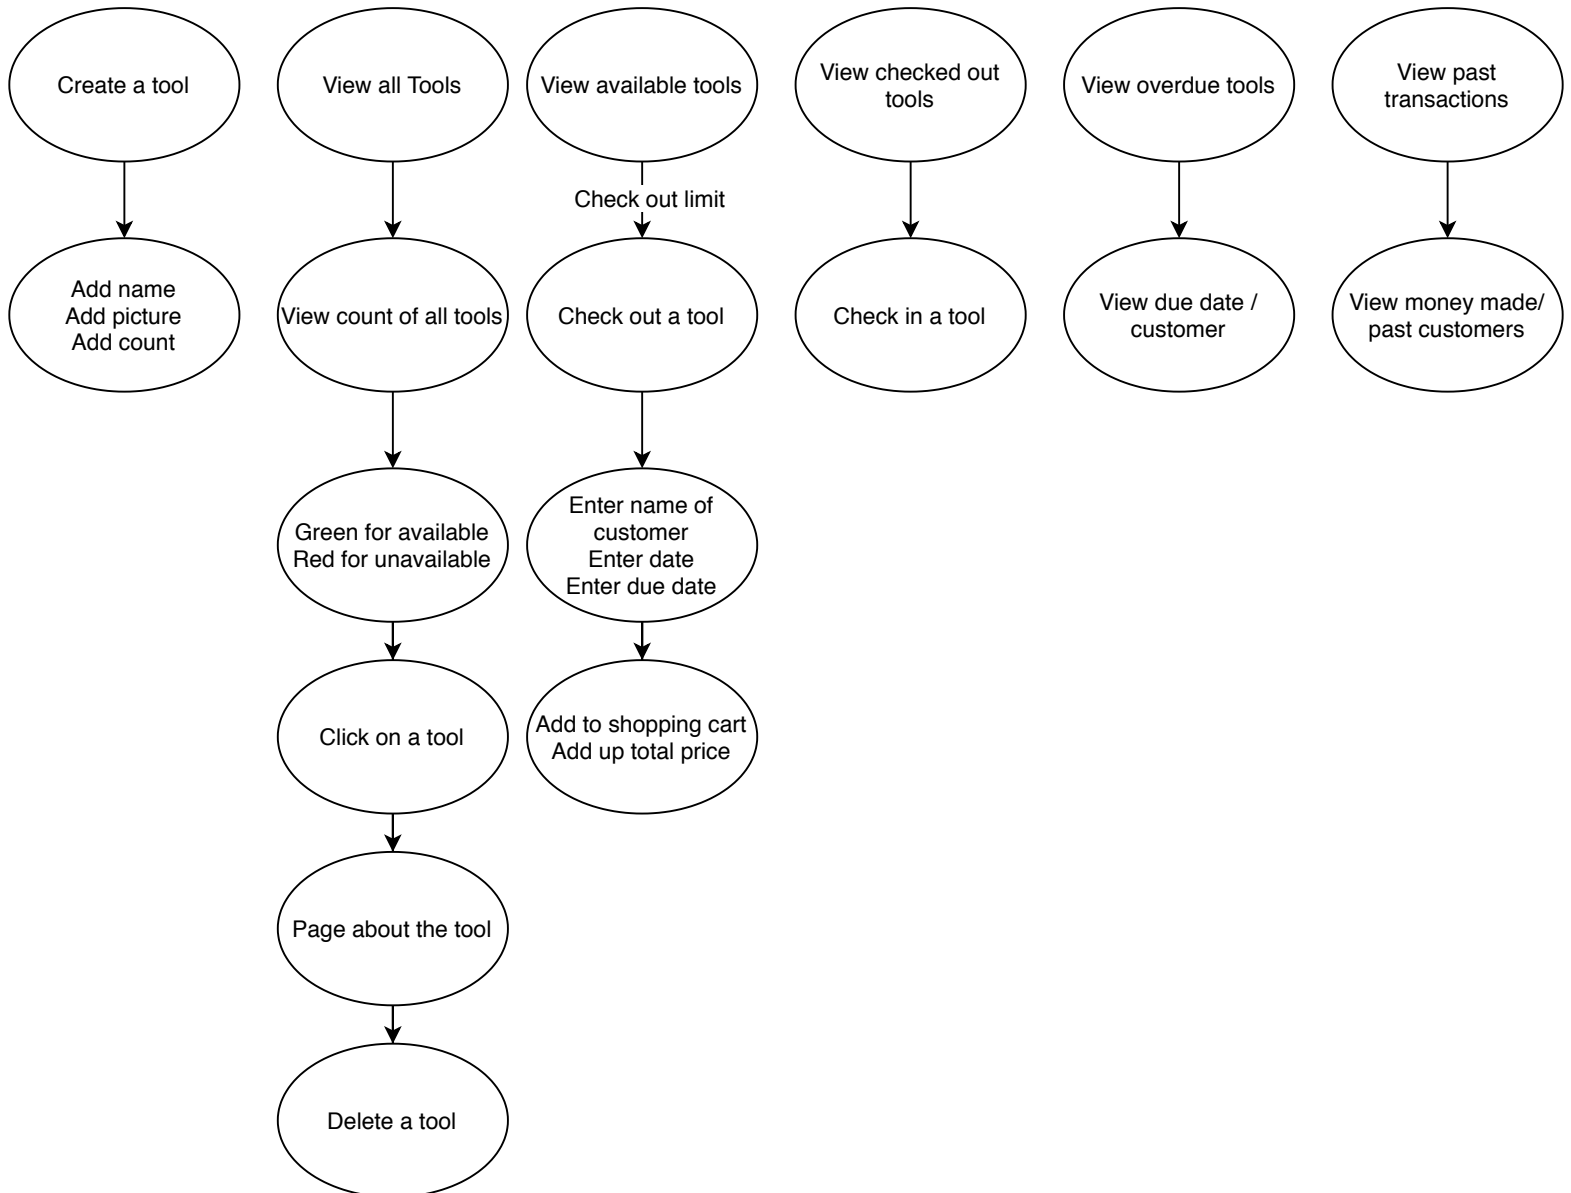 Create a tool
View all Tools
View available tools
View checked out
tools
View overdue tools
View past
transactions
Check out limit
Add name
Add picture
Add count
View count of all tools
Check out a tool
Check in a tool
View due date /
customer
View money made/
past customers
Green for available
Red for unavailable
Enter name of
customer
Enter date
Enter due date
Click on a tool
Add to shopping cart
Add up total price
Page about the tool
Delete a tool